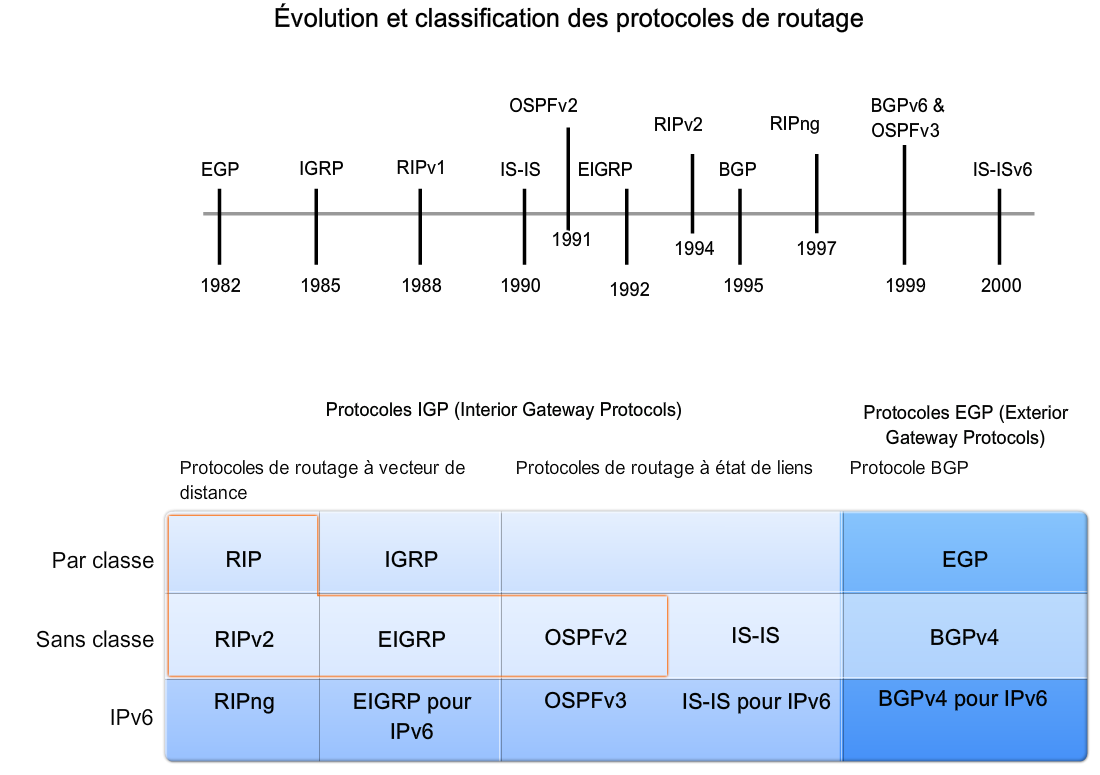 Évolution et classification des protocoles de routage
OSPFv2
RIPv2
RIPng
BGPv6 &
OSPFv3
EGP
IGRP
RIPv1
IS-IS
EIGRP
BGP
IS-ISv6
1991
1994
1997
1982
1985
1988
1990
1992
1995
1999
2000
Protocoles IGP (Interior Gateway Protocols)
Protocoles EGP (Exterior
Gateway Protocols)
Protocoles de routage à vecteur de
distance
Protocoles de routage à état de liens
Protocole BGP
Par classe
RIP
IGRP
EGP
Sans classe
RIPv2
EIGRP
OSPFv2
IS-IS
BGPv4
IPv6
RIPng
EIGRP pour
IPv6
OSPFv3
IS-IS pour IPv6
BGPv4 pour IPv6